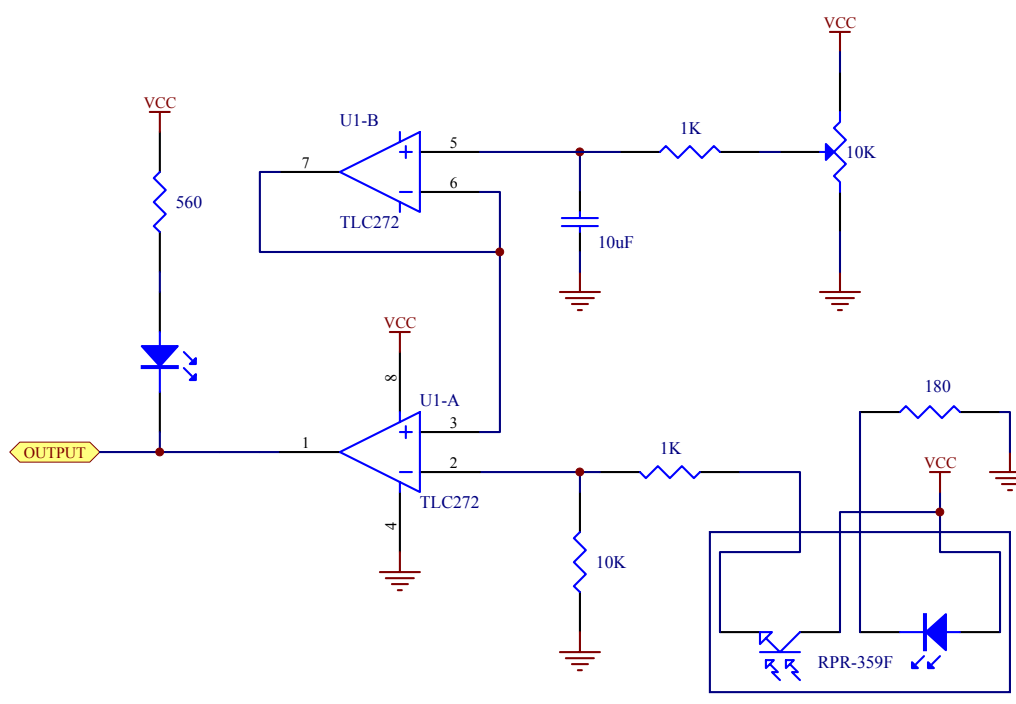 VCC
VCC
U1-B
1K
5
7
10K
6
560
TLC272
10uF
VCC
8
180
U1-A
3
1
1K
OUTPUT
2
VCC
TLC272
4
10K
RPR-359F